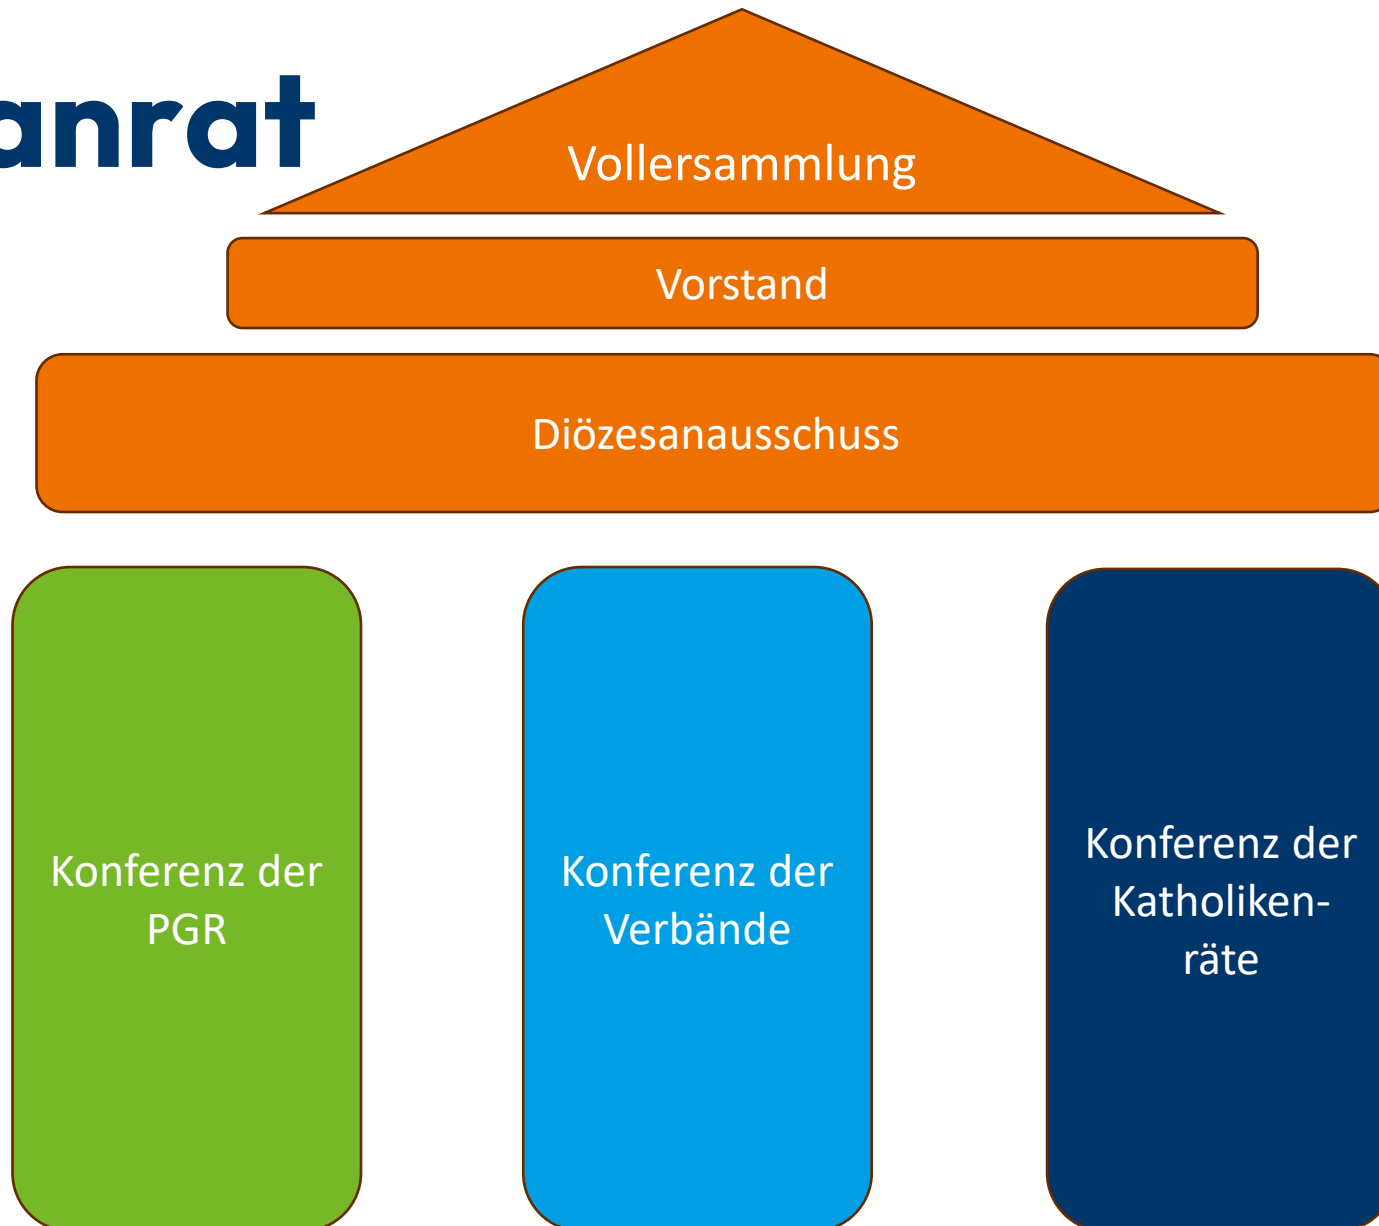 anrat
Vollersammlung
Vorstand
Diözesanausschuss
Konferenz der
PGR
Konferenz der
Verbände
Konferenz der
Katholiken-
räte